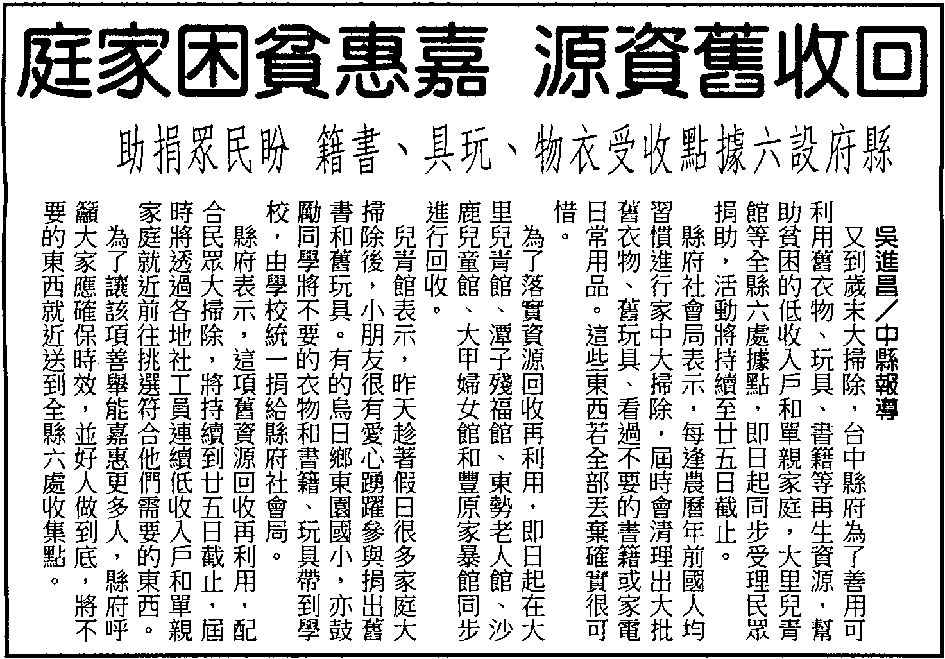 回收舊資源 嘉惠貧困家庭
縣府設六據點收受衣物、玩具、書籍 盼民眾捐助
吳進昌╱中縣報導
又到歲末大掃除，台中縣府為了善用可
利用舊衣物、玩具、書籍等再生資源，幫
助貧困的低收入戶和單親家庭，大里兒青
館等全縣六處據點，即日起同步受理民眾
捐助，活動將持續至廿五日截止。
縣府社會局表示，每逢農曆年前國人均
習慣進行家中大掃除，屆時會清理出大批
舊衣物、舊玩具、看過不要的書籍或家電
日常用品。這些東西若全部丟棄確實很可
惜。
為了落實資源回收再利用，即日起在大
里兒青館、潭子殘福館、東勢老人館、沙
鹿兒童館、大甲婦女館和豐原家暴館同步
進行回收。
兒青館表示，昨天趁著假日很多家庭大
掃除後，小朋友很有愛心踴躍參與捐出舊
書和舊玩具。有的烏日鄉東園國小，亦鼓
勵同學將不要的衣物和書籍、玩具帶到學
校，由學校統一捐給縣府社會局。
縣府表示，這項舊資源回收再利用，配
合民眾大掃除，將持續到廿五日截止，屆
時將透過各地社工員連續低收入戶和單親
家庭就近前往挑選符合他們需要的東西。
為了讓該項善舉能嘉惠更多人，縣府呼
籲大家應確保時效，並好人做到底，將不
要的東西就近送到全縣六處收集點。